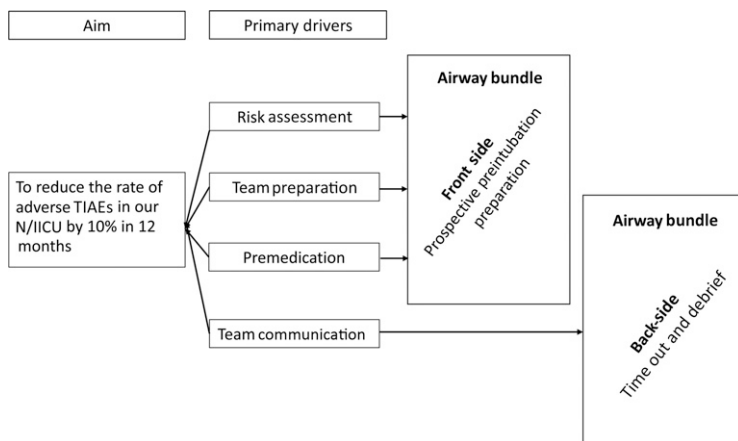 Aim
Primary drivers
Airway bundle
Front side
Prospective preintubation
preparation
Risk assessment
Team preparation
Premedication
Team communication
To reduce the rate of
adverse TIAEs in our
N/IICU by 10% in 12
months
Airway bundle
Back-side
Time out and debrief